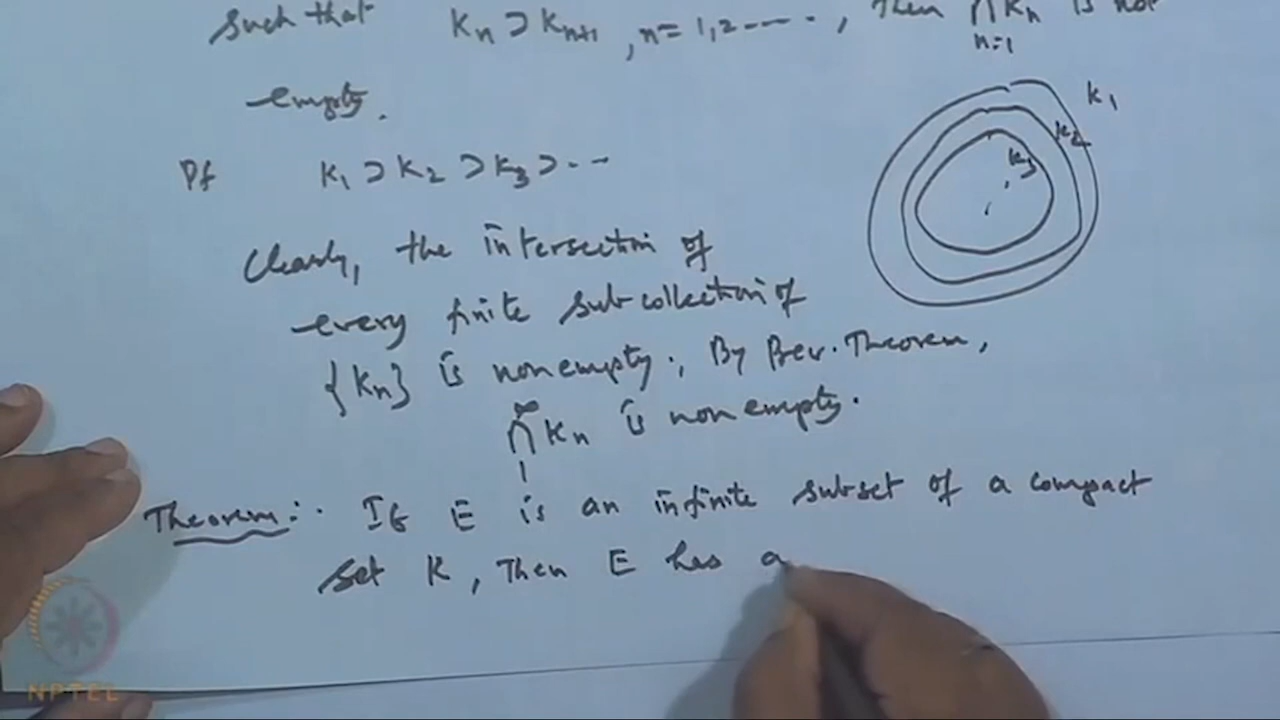 such that Kn ⊃ Kn+1 , n = 1, 2 ---- , Then ⋂ Kn is not
n=1
empty.
K1
K2
K3
Pf K1 ⊃ K2 ⊃ K3 ⊃ ---
Clearly, the intersection of
every finite subcollection of
{Kn} is nonempty. By Prev. Theorem,
∞
⋂ Kn is nonempty.
1
Theorem: . If E is an infinite subset of a compact
set K , Then E has a
NPTEL